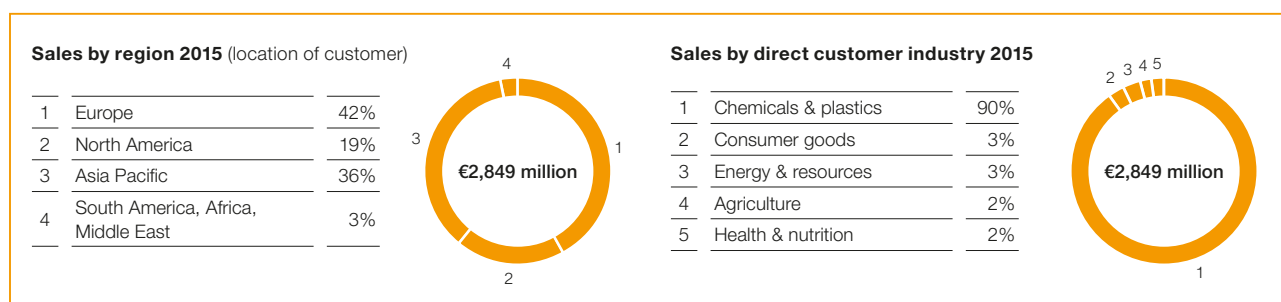 Sales by region 2015 (location of customer)
1 Europe 42%
2 North America 19%
3 Asia Pacific 36%
4 South America, Africa,
Middle East 3%
4
3
1
€2,849 million
2
Sales by direct customer industry 2015
1 Chemicals & plastics 90%
2 Consumer goods 3%
3 Energy & resources 3%
4 Agriculture 2%
5 Health & nutrition 2%
2 3 4 5
€2,849 million
1